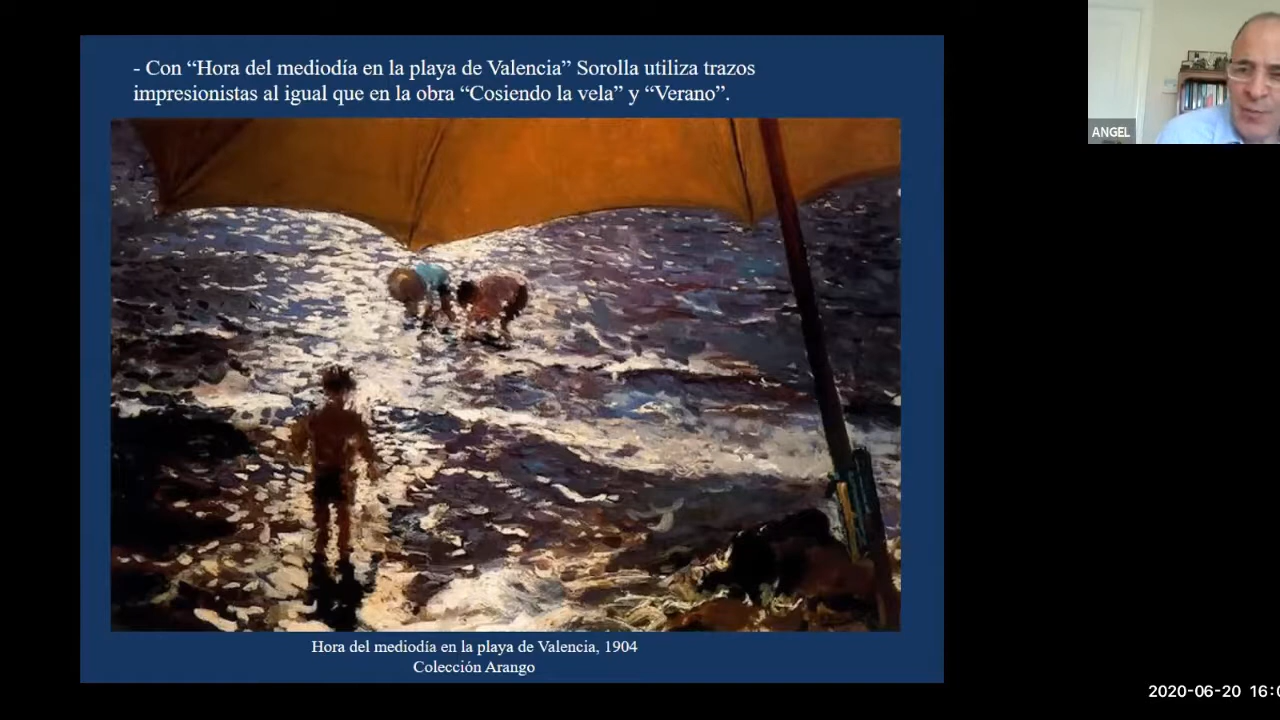 - Con “Hora del mediodía en la playa de Valencia” Sorolla utiliza trazos
impresionistas al igual que en la obra “Cosiendo la vela” y “Verano”.
ANGEL
Hora del mediodía en la playa de Valencia, 1904
Colección Arango
2020-06-20 16:0